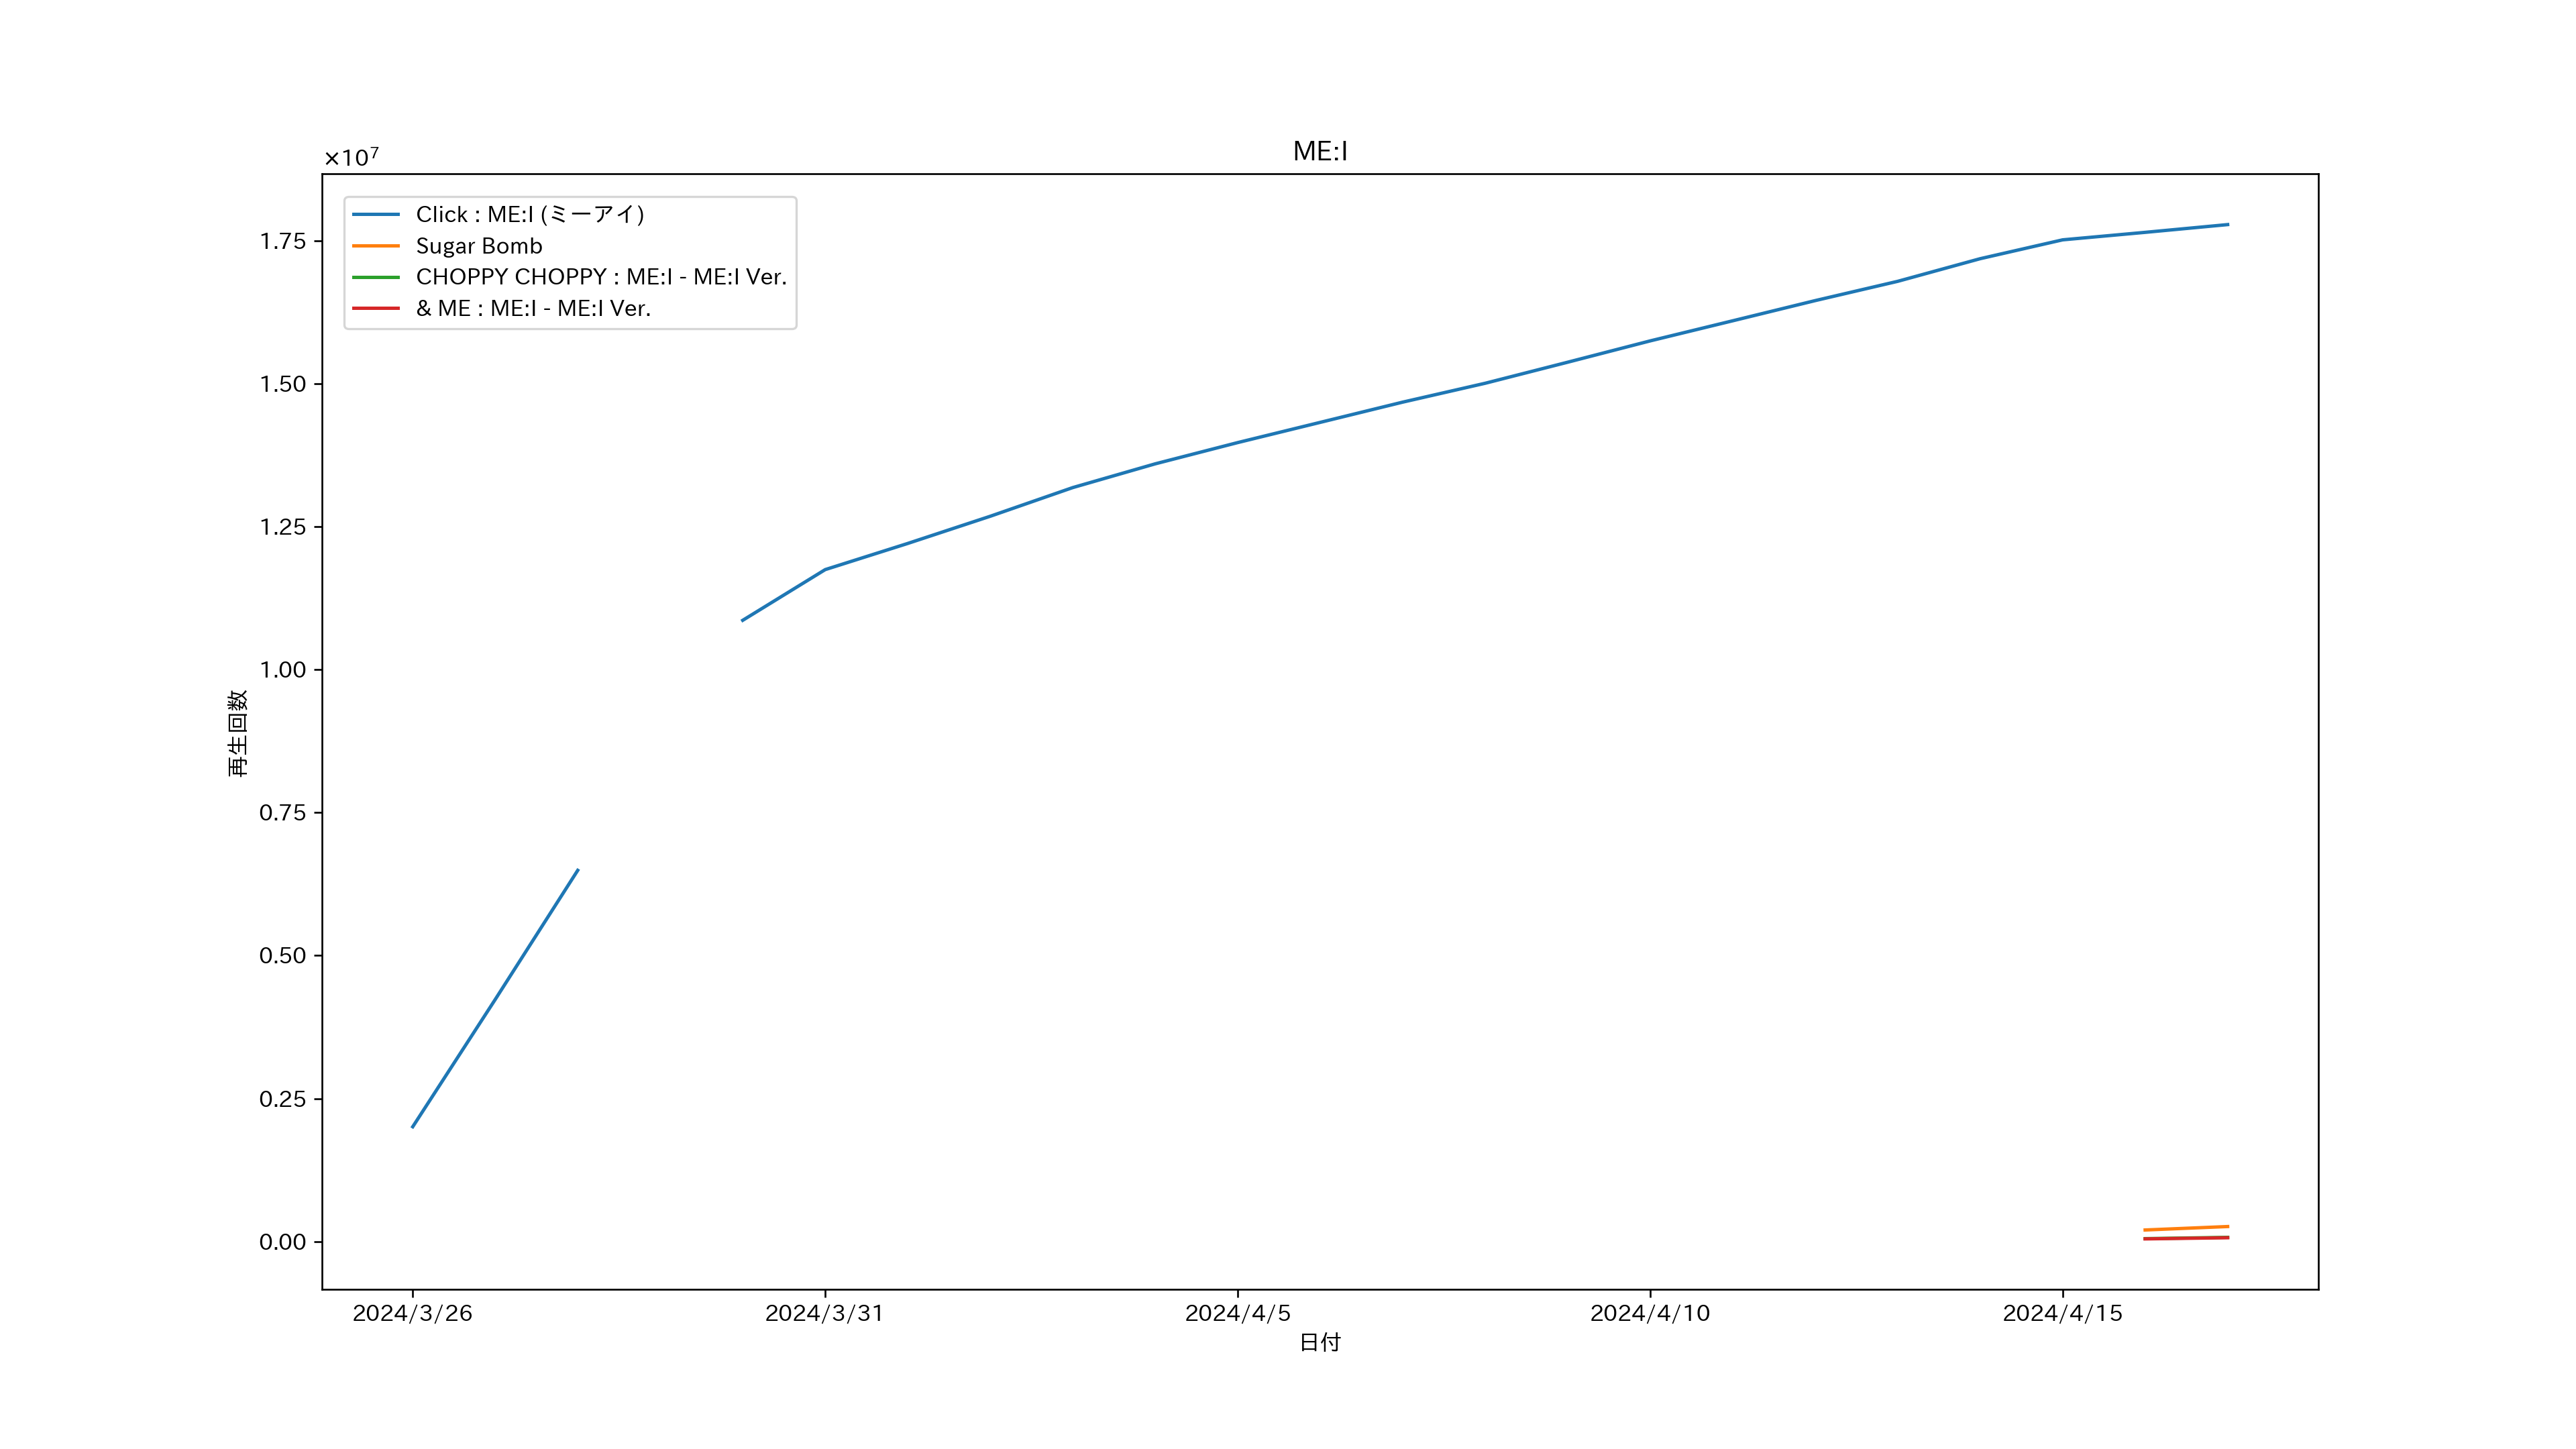 ME:I
×10⁷
Click : ME:I (ミーアイ)
Sugar Bomb
CHOPPY CHOPPY : ME:I - ME:I Ver.
& ME : ME:I - ME:I Ver.
1.75
1.50
1.25
1.00
0.75
0.50
0.25
0.00
再生回数
2024/3/26
2024/3/31
2024/4/5
2024/4/10
2024/4/15
日付